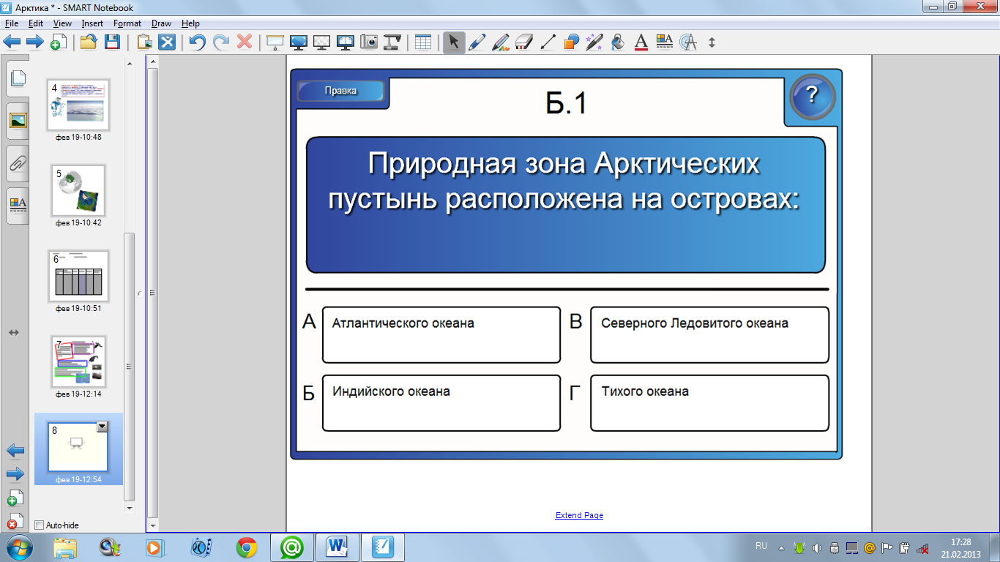 Арктика * - SMART Notebook
File Edit View Insert Format Draw Help
4
фев 19-10:48
5
фев 19-10:42
6
фев 19-10:51
7
фев 19-12:14
8
фев 19-12:54
Auto-hide
Правка
Б.1
?
Природная зона Арктических
пустынь расположена на островах:
А Атлантического океана
В Северного Ледовитого океана
Б Индийского океана
Г Тихого океана
Extend Page
RU
17:28
21.02.2013